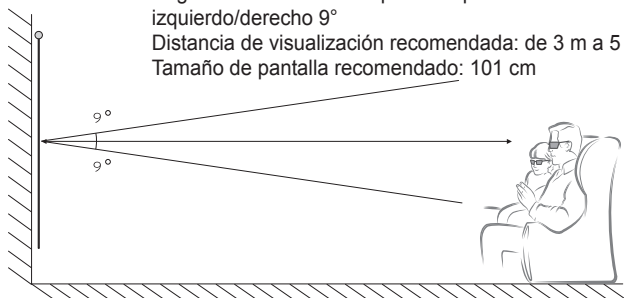 izquierdo/derecho 9°
Distancia de visualización recomendada: de 3 m a 5
Tamaño de pantalla recomendado: 101 cm
9°
9°